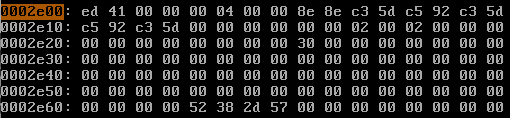 0002e00: ed 41 00 00 00 04 00 00 8e 8e c3 5d c5 92 c3 5d
0002e10: c5 92 c3 5d 00 00 00 00 00 00 02 00 02 00 00 00
0002e20: 00 00 00 00 00 00 00 00 30 00 00 00 00 00 00 00
0002e30: 00 00 00 00 00 00 00 00 00 00 00 00 00 00 00 00
0002e40: 00 00 00 00 00 00 00 00 00 00 00 00 00 00 00 00
0002e50: 00 00 00 00 00 00 00 00 00 00 00 00 00 00 00 00
0002e60: 00 00 00 00 52 38 2d 57 00 00 00 00 00 00 00 00